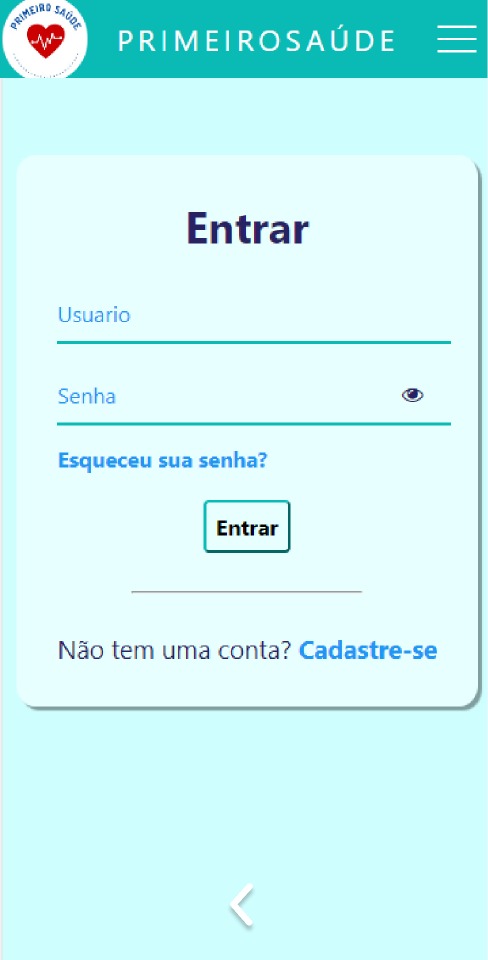 PRIMEIRO SAÚDE
PRIMEIROSAÚDE
Entrar
Usuario
Senha
Esqueceu sua senha?
Entrar
Não tem uma conta? Cadastre-se